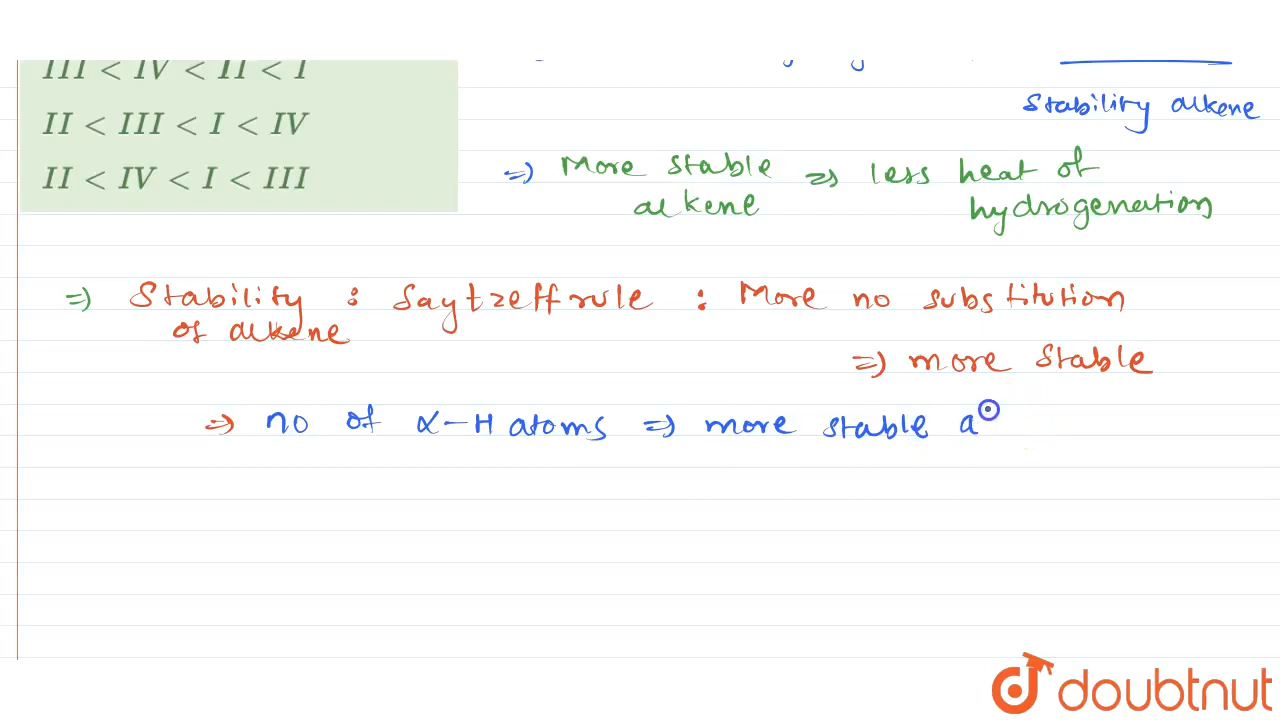 III < IV < II < I
Stability alkene
II < III < I < IV
=) More stable => less heat of
II < IV < I < III
alkene hydrogenation
=) Stability : Saytzeff rule : More no substitution
of alkene
=) more stable
=) no of α-H atoms => more stable a
doubtnut